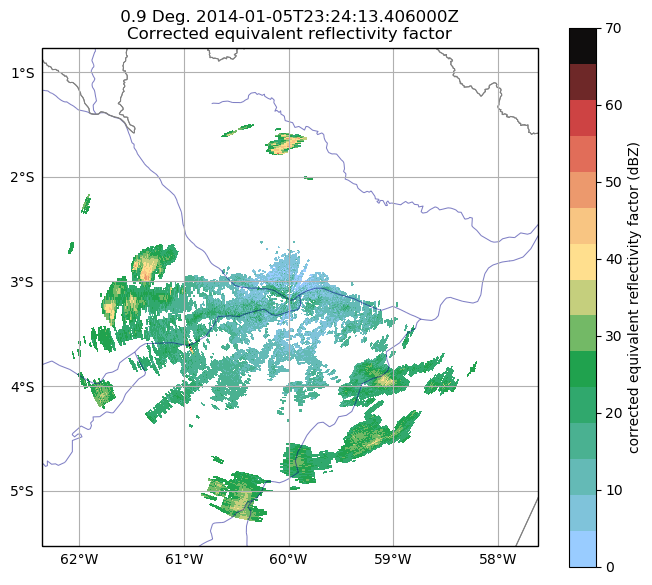 0.9 Deg. 2014-01-05T23:24:13.406000Z
Corrected equivalent reflectivity factor
1°S
2°S
3°S
4°S
5°S
62°W
61°W
60°W
59°W
58°W
70
60
50
40
30
20
10
0
corrected equivalent reflectivity factor (dBZ)